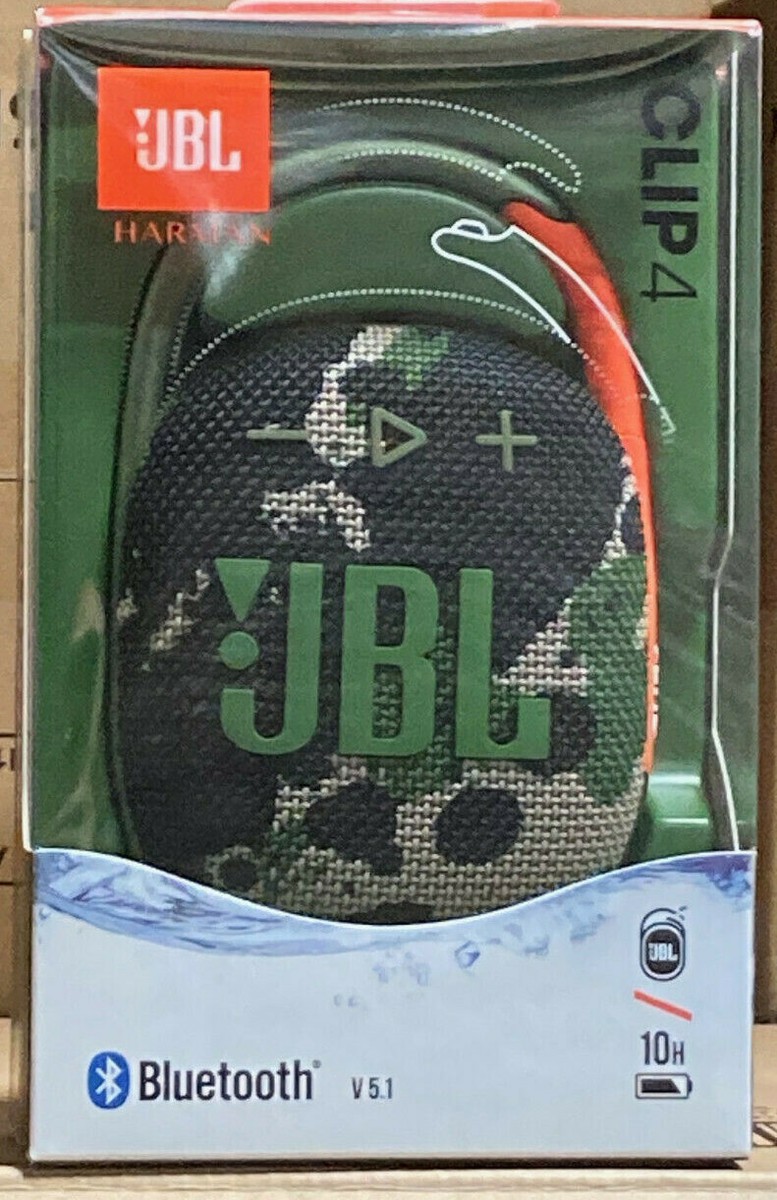 JBL
HARMAN
CLIP 4
JBL
JBL
10H
Bluetooth®
V 5.1